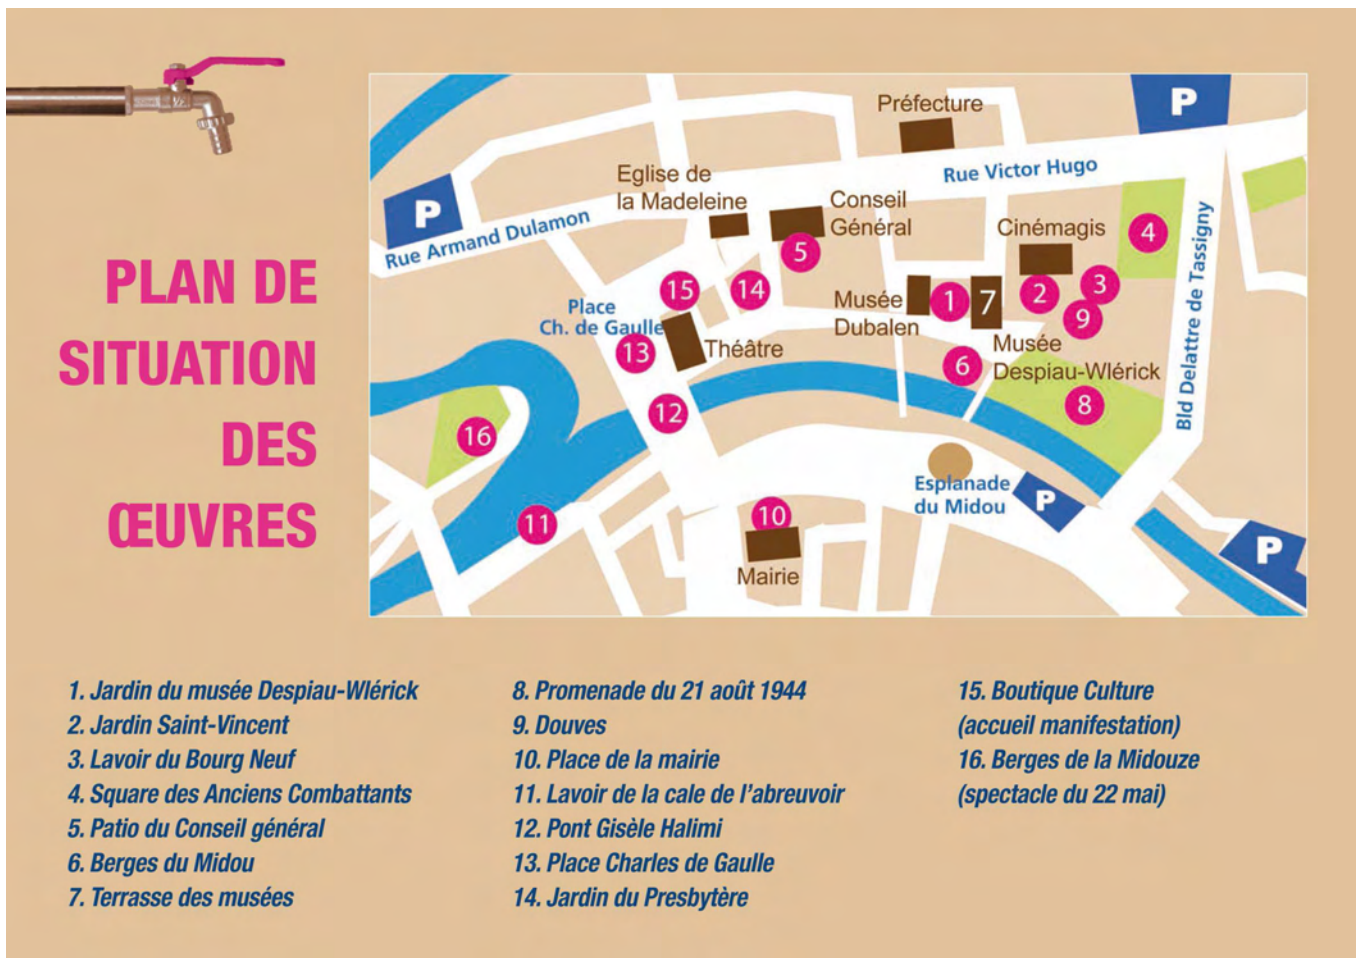 PLAN DE
SITUATION
DES
ŒUVRES
Préfecture
P
Rue Victor Hugo
Eglise de
la Madeleine
Conseil
Général
P
Rue Armand Dulamon
Cinémagis
4
Bld Delattre de Tassigny
5
15
14
Place
Ch. de Gaulle
Musée
Dubalen
1
7
2
3
9
13
Théâtre
Musée
Despiau-Wlérick
6
8
12
16
Esplanade
du Midou
P
11
10
Mairie
P
1. Jardin du musée Despiau-Wlérick
2. Jardin Saint-Vincent
3. Lavoir du Bourg Neuf
4. Square des Anciens Combattants
5. Patio du Conseil général
6. Berges du Midou
7. Terrasse des musées
8. Promenade du 21 août 1944
9. Douves
10. Place de la mairie
11. Lavoir de la cale de l'abreuvoir
12. Pont Gisèle Halimi
13. Place Charles de Gaulle
14. Jardin du Presbytère
15. Boutique Culture
(accueil manifestation)
16. Berges de la Midouze
(spectacle du 22 mai)